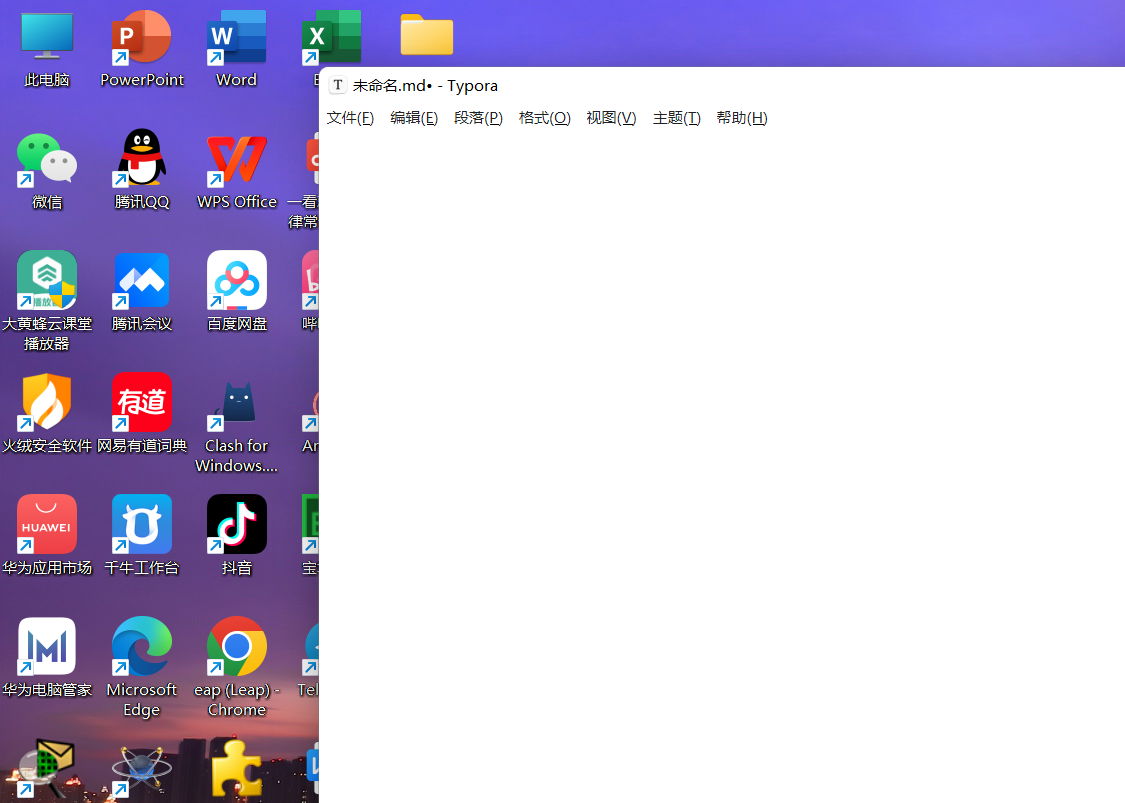 此电脑
PowerPoint
Word
未命名.md• - Typora
文件(F) 编辑(E) 段落(P) 格式(O) 视图(V) 主题(T) 帮助(H)
微信
腾讯QQ
WPS Office
一看
律常
大黄蜂云课堂
播放器
腾讯会议
百度网盘
哔
火绒安全软件
有道
网易有道词典
Clash for
Windows....
HUAWEI
华为应用市场
千牛工作台
抖音
宝
华为电脑管家
Microsoft
Edge
eap (Leap) -
Chrome
Tel